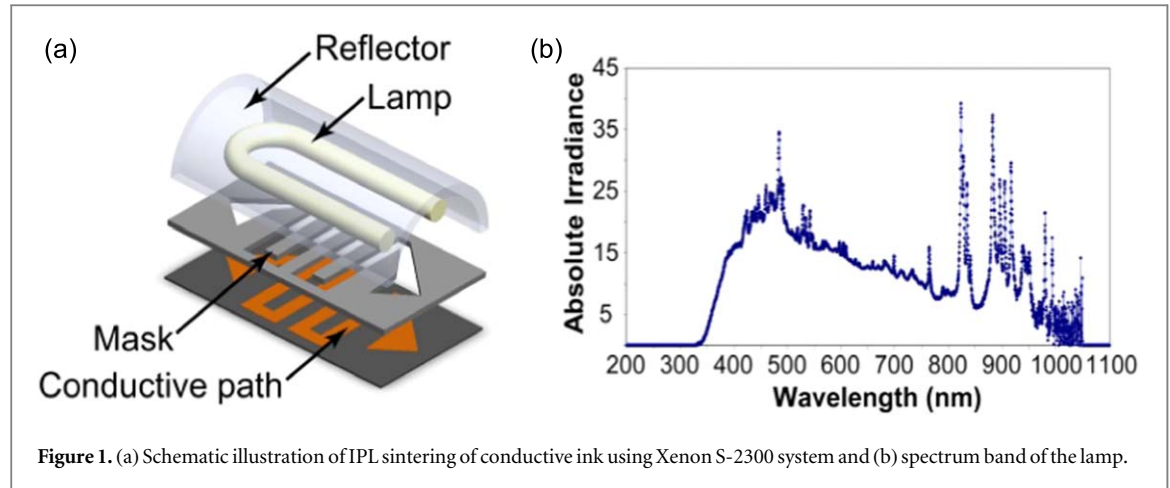 (a)
Reflector
Lamp
Mask
Conductive path
(b)
Absolute Irradiance
45
35
25
15
5
200 300 400 500 600 700 800 900 1000 1100
Wavelength (nm)
Figure 1. (a) Schematic illustration of IPL sintering of conductive ink using Xenon S-2300 system and (b) spectrum band of the lamp.